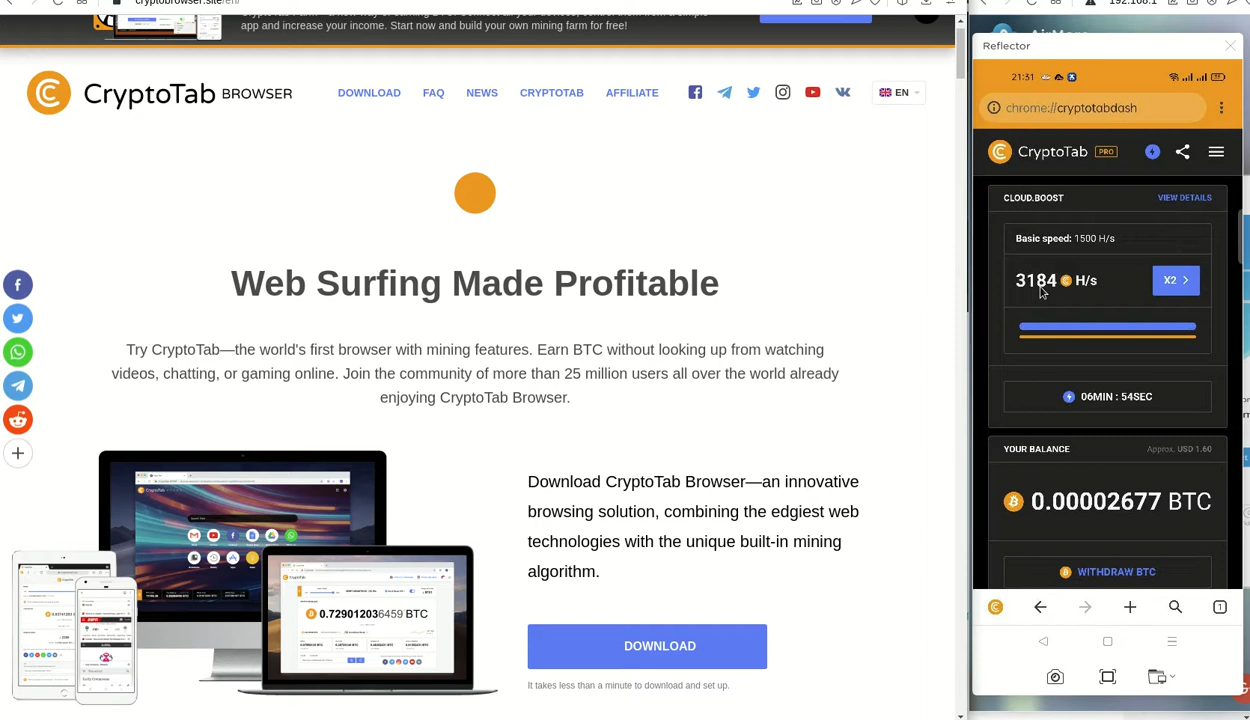 cryptobrowser.site/en/
and increase your income. Start now and build your own mining farm for free!
CryptoTab BROWSER
DOWNLOAD
FAQ
NEWS
CRYPTOTAB
AFFILIATE
EN
Web Surfing Made Profitable
Try CryptoTab—the world's first browser with mining features. Earn BTC without looking up from watching
videos, chatting, or gaming online. Join the community of more than 25 million users all over the world already
enjoying CryptoTab Browser.
0.729012036459 BTC
Download CryptoTab Browser—an innovative
browsing solution, combining the edgiest web
technologies with the unique built-in mining
algorithm.
DOWNLOAD
It takes less than a minute to download and set up.
192.168.1
Reflector
21:31
chrome://cryptotabdash
CryptoTab PRO
CLOUD.BOOST
VIEW DETAILS
Basic speed: 1500 H/s
3184 H/s
X2
06MIN : 54SEC
YOUR BALANCE
Approx. USD 1.60
0.00002677 BTC
WITHDRAW BTC
1